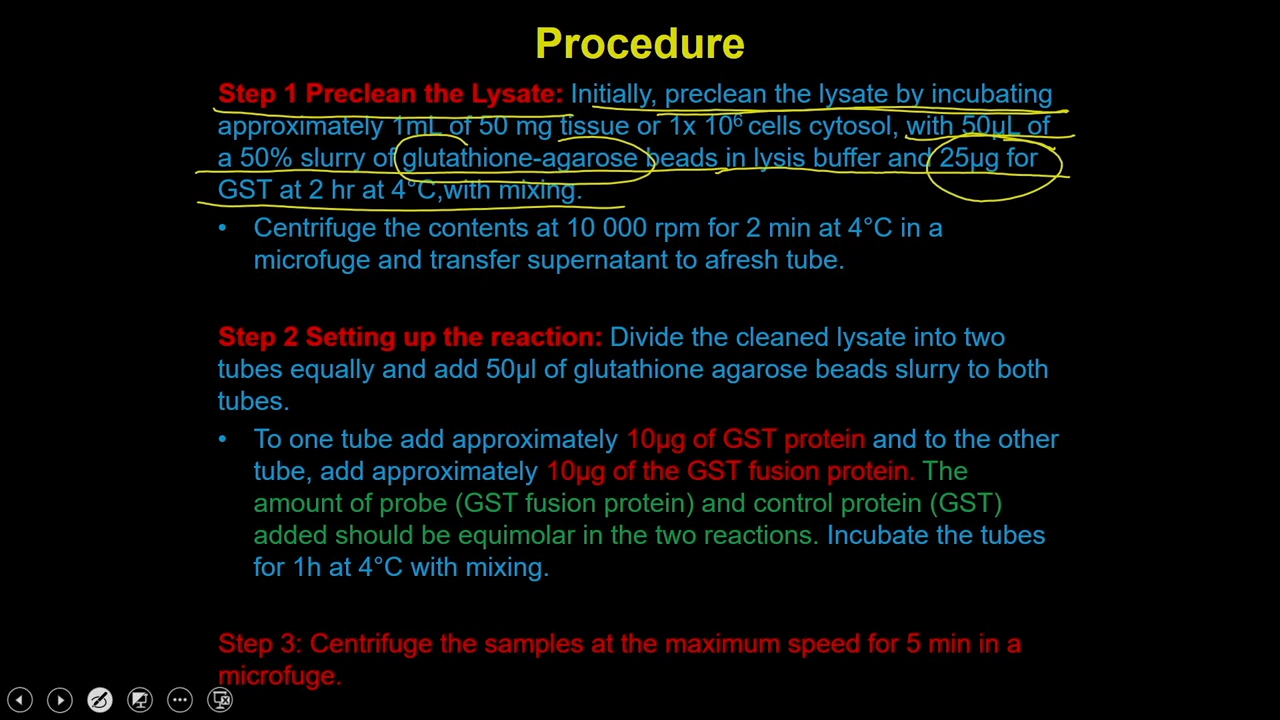 Procedure
Step 1 Preclean the Lysate: Initially, preclean the lysate by incubating
approximately 1mL of 50 mg tissue or 1x 10⁶ cells cytosol, with 50µL of
a 50% slurry of glutathione-agarose beads in lysis buffer and 25µg for
GST at 2 hr at 4°C,with mixing.
• Centrifuge the contents at 10 000 rpm for 2 min at 4°C in a
microfuge and transfer supernatant to afresh tube.
Step 2 Setting up the reaction: Divide the cleaned lysate into two
tubes equally and add 50µl of glutathione agarose beads slurry to both
tubes.
• To one tube add approximately 10µg of GST protein and to the other
tube, add approximately 10µg of the GST fusion protein. The
amount of probe (GST fusion protein) and control protein (GST)
added should be equimolar in the two reactions. Incubate the tubes
for 1h at 4°C with mixing.
Step 3: Centrifuge the samples at the maximum speed for 5 min in a
microfuge.